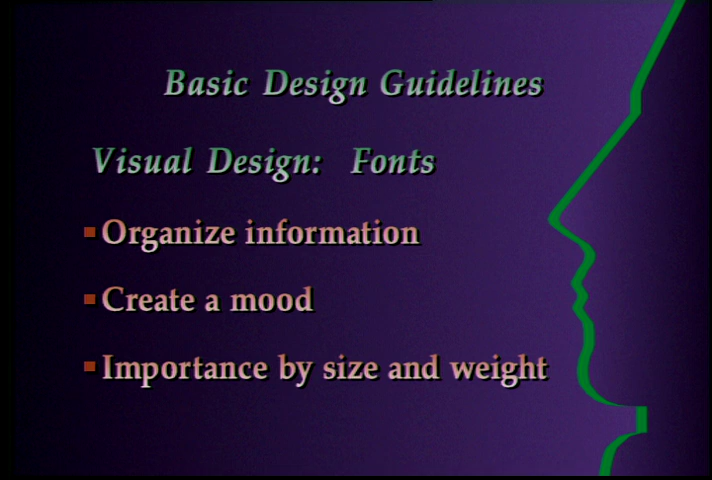 Basic Design Guidelines
Visual Design: Fonts
Organize information
Create a mood
Importance by size and weight